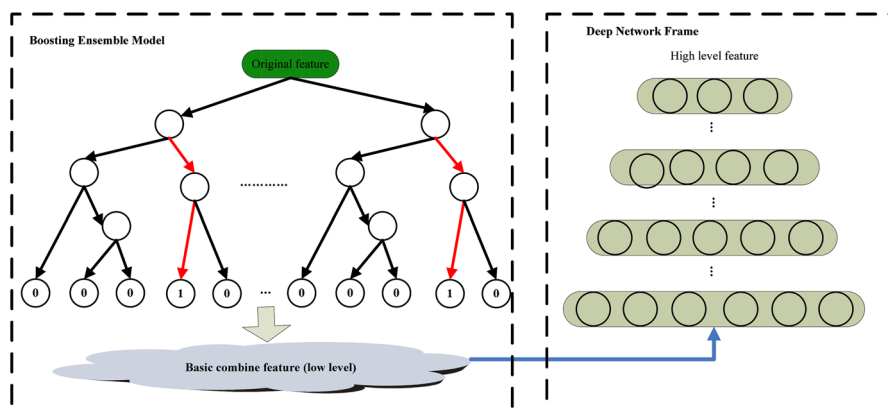 Boosting Ensemble Model
Original feature
............
0 0 0 1 0 ... 0 0 0 1 0
Basic combine feature (low level)
Deep Network Frame
High level feature
...
...
...